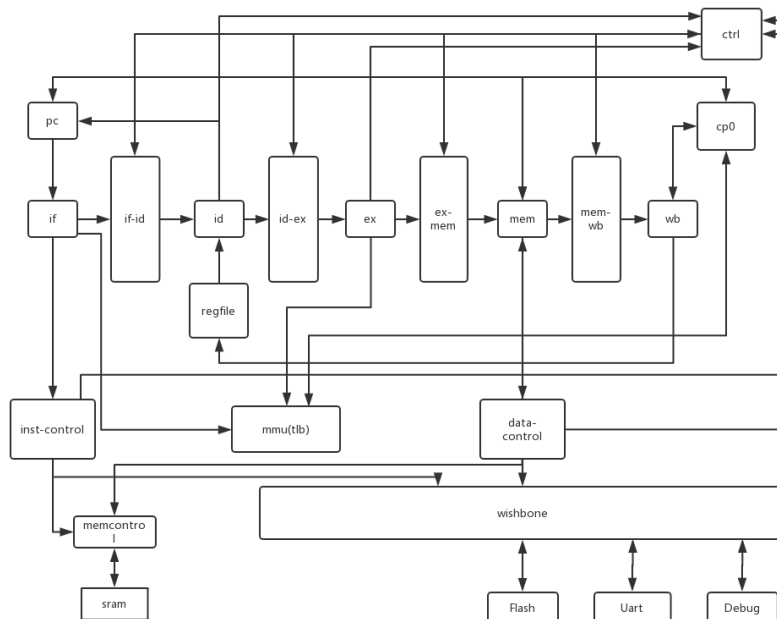 ctrl
pc
cp0
if
if-id
id
id-ex
ex
ex-
mem
mem
mem-
wb
wb
regfile
inst-control
mmu(tlb)
data-
control
wishbone
memcontro
l
sram
Flash
Uart
Debug